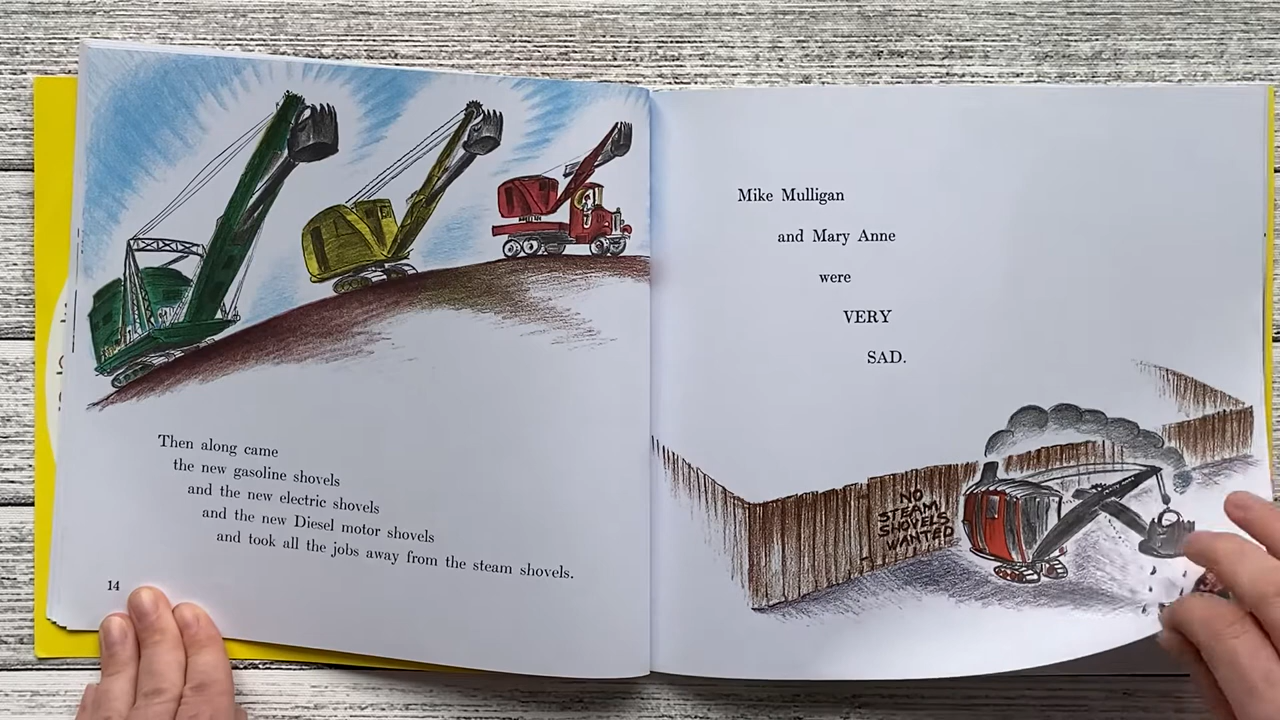 Then along came
the new gasoline shovels
and the new electric shovels
and the new Diesel motor shovels
and took all the jobs away from the steam shovels.
14
Mike Mulligan
and Mary Anne
were
VERY
SAD.
NO
STEAM
SHOVELS
WANTED
MARY ANNE